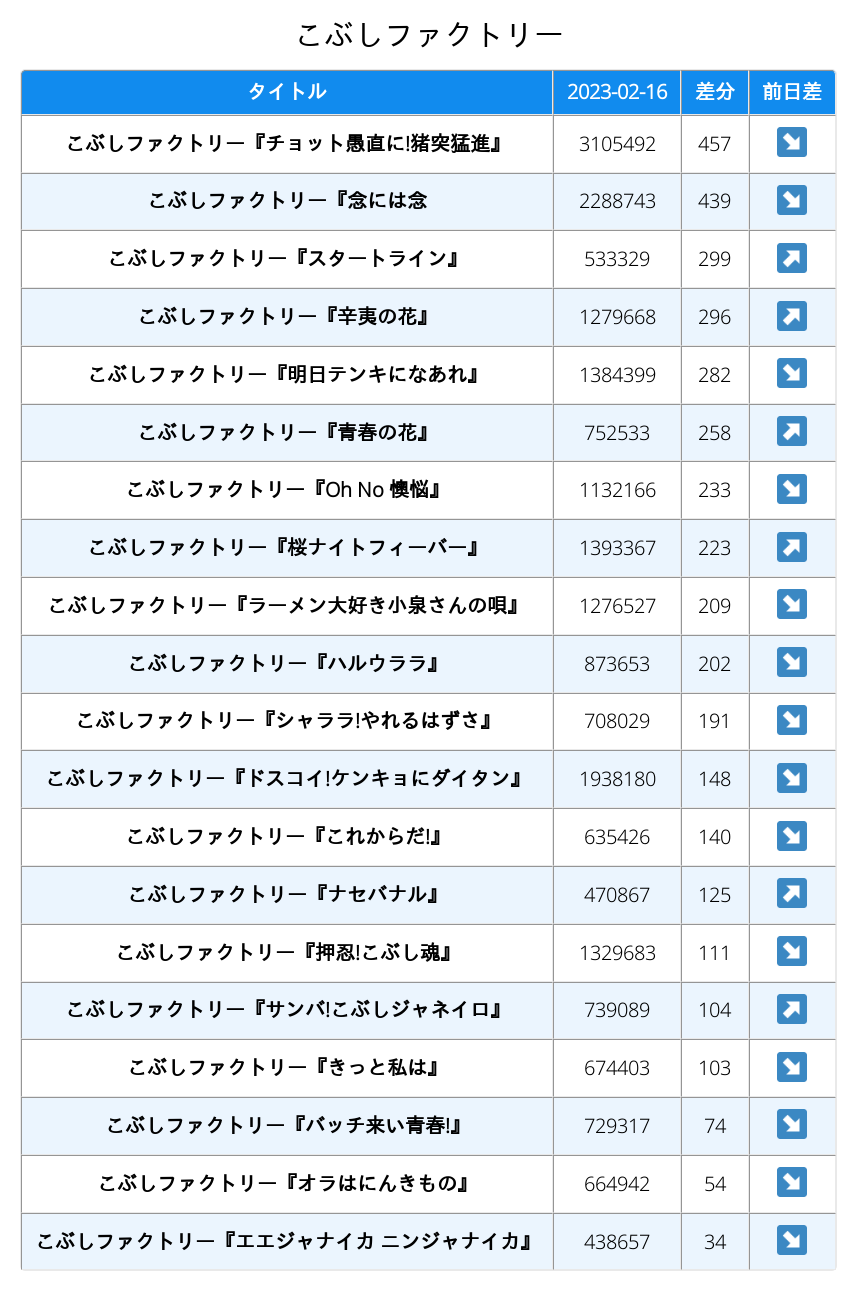 こぶしファクトリー
タイトル 2023-02-16 差分 前日差
こぶしファクトリー『チョット愚直に!猪突猛進』 3105492 457 ↘
こぶしファクトリー『念には念 2288743 439 ↘
こぶしファクトリー『スタートライン』 533329 299 ↗
こぶしファクトリー『辛夷の花』 1279668 296 ↗
こぶしファクトリー『明日テンキになあれ』 1384399 282 ↘
こぶしファクトリー『青春の花』 752533 258 ↗
こぶしファクトリー『Oh No 懊悩』 1132166 233 ↘
こぶしファクトリー『桜ナイトフィーバー』 1393367 223 ↗
こぶしファクトリー『ラーメン大好き小泉さんの唄』 1276527 209 ↘
こぶしファクトリー『ハルウララ』 873653 202 ↘
こぶしファクトリー『シャララ!やれるはずさ』 708029 191 ↘
こぶしファクトリー『ドスコイ!ケンキョにダイタン』 1938180 148 ↘
こぶしファクトリー『これからだ!』 635426 140 ↘
こぶしファクトリー『ナセバナル』 470867 125 ↗
こぶしファクトリー『押忍!こぶし魂』 1329683 111 ↘
こぶしファクトリー『サンバ!こぶしジャネイロ』 739089 104 ↗
こぶしファクトリー『きっと私は』 674403 103 ↘
こぶしファクトリー『バッチ来い青春!』 729317 74 ↘
こぶしファクトリー『オラはにんきもの』 664942 54 ↘
こぶしファクトリー『エエジャナイカ ニンジャナイカ』 438657 34 ↘